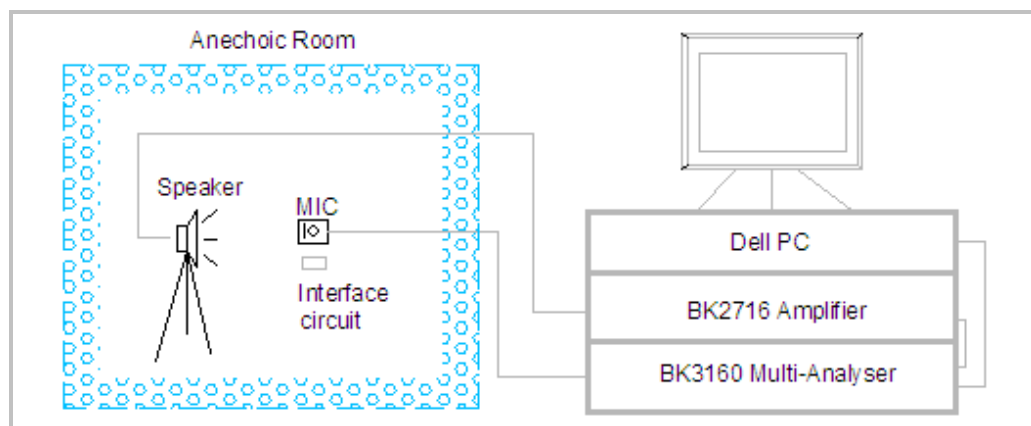 Anechoic Room
Speaker
MIC
Interface
circuit
Dell PC
BK2716 Amplifier
BK3160 Multi-Analyser